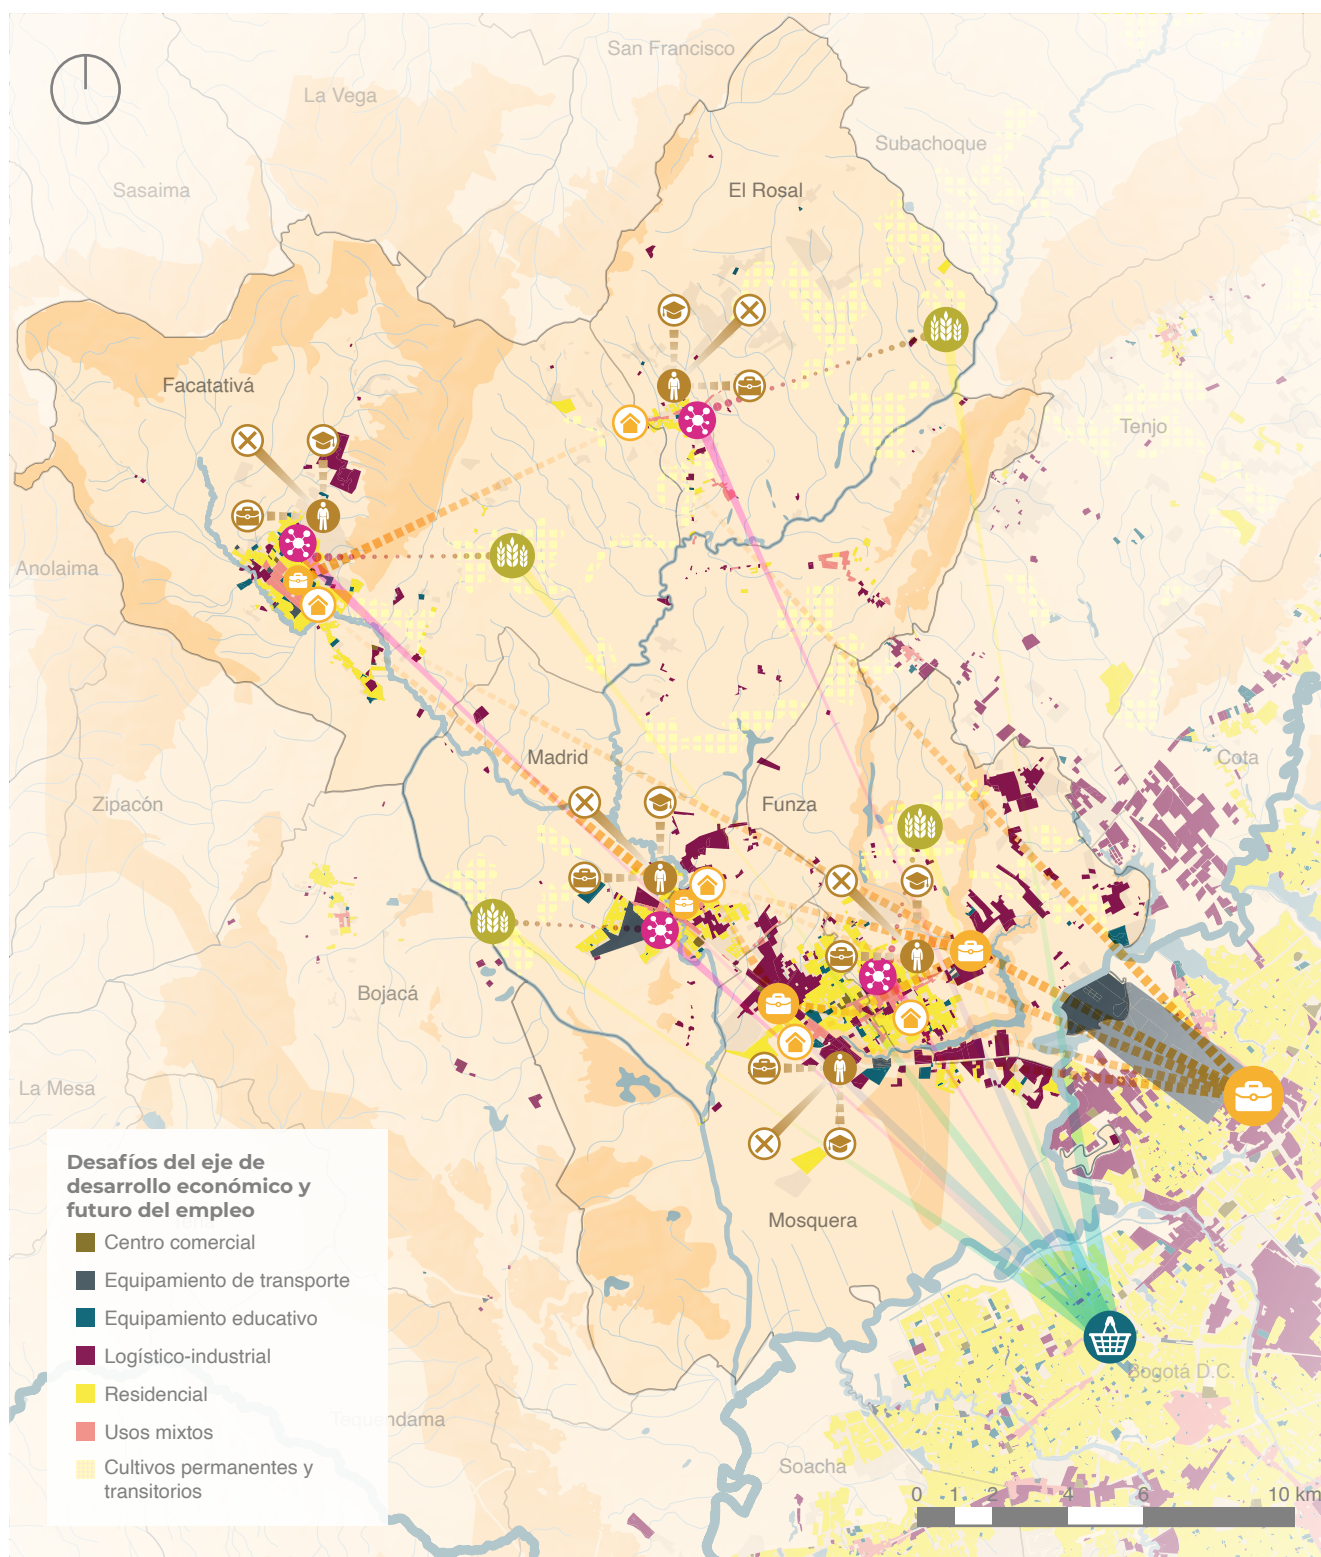 San Francisco
La Vega
Subachoque
Sasaima
El Rosal
Facatativá
Tenjo
Anolaima
Madrid
Cota
Zipacón
Funza
Bojacá
La Mesa
Mosquera
Desafíos del eje de
desarrollo económico y
futuro del empleo
Centro comercial
Equipamiento de transporte
Equipamiento educativo
Logístico-industrial
Residencial
Usos mixtos
Cultivos permanentes y
transitorios
Bogotá D.C.
Tequendama
Soacha
0 1 2 4 6 10 km